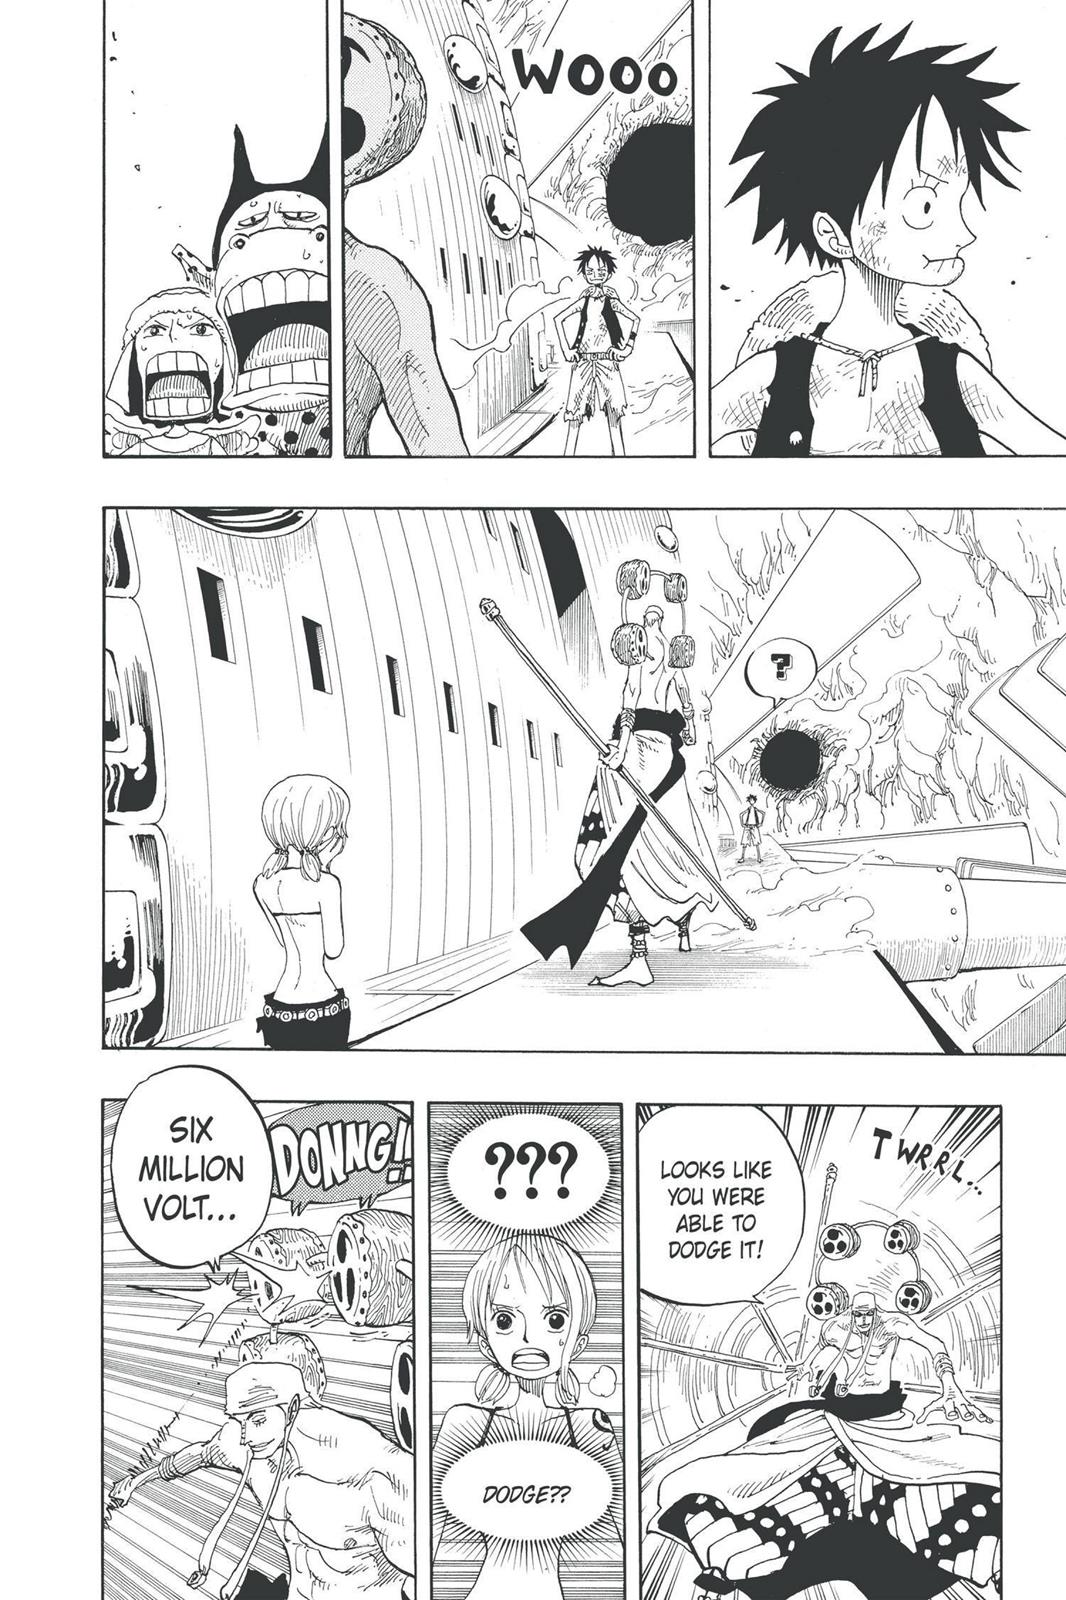 WOOO
?
TWRRL...
LOOKS LIKE
YOU WERE
ABLE TO
DODGE IT!
???
DODGE??
DONNG!!
SIX
MILLION
VOLT...